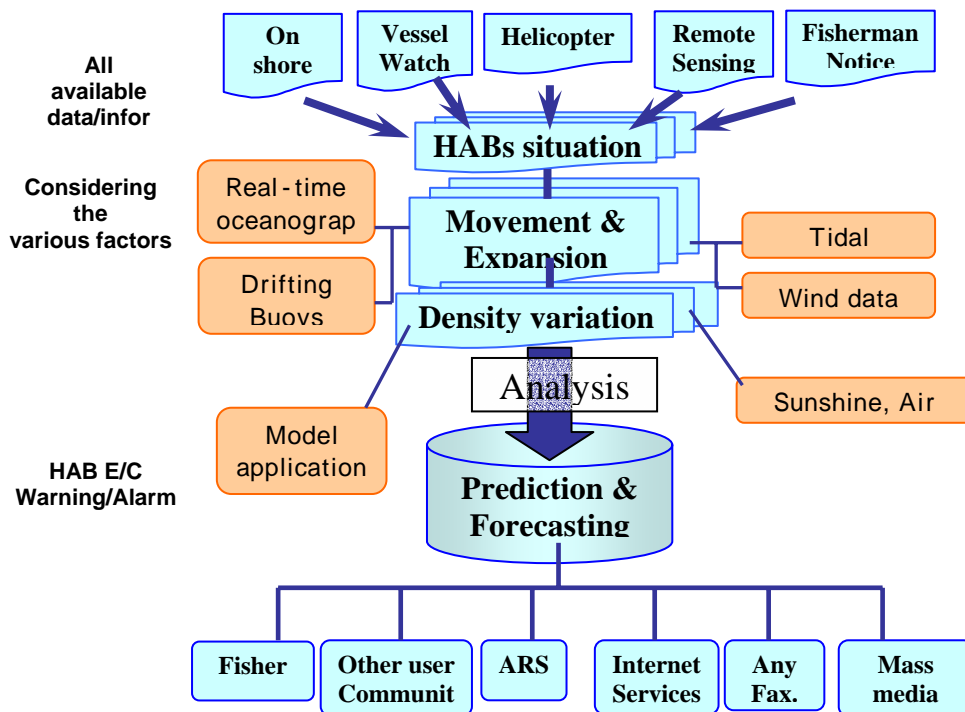 On
shore
Vessel
Watch
Helicopter
Remote
Sensing
Fisherman
Notice
All
available
data/infor
HABs situation
Considering
the
various factors
Real-time
oceanograp
Drifting
Buoys
Movement &
Expansion
Tidal
Wind data
Density variation
Analysis
Model
application
Sunshine, Air
HAB E/C
Warning/Alarm
Prediction &
Forecasting
Fisher
Other user
Communit
ARS
Internet
Services
Any
Fax.
Mass
media